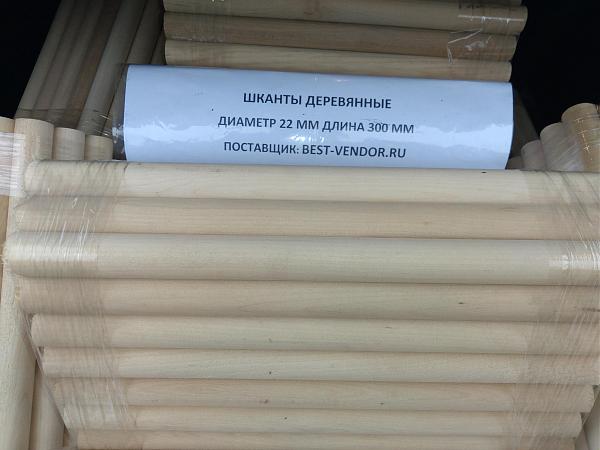 ШКАНТЫ ДЕРЕВЯННЫЕ
ДИАМЕТР 22 ММ ДЛИНА 300 ММ
ПОСТАВЩИК: BEST-VENDOR.RU